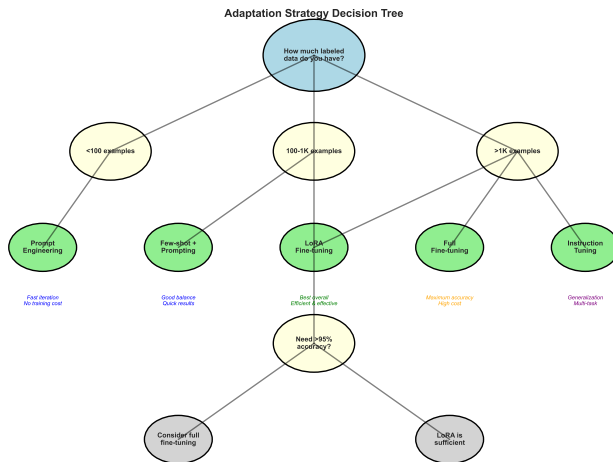 Adaptation Strategy Decision Tree
How much labeled
data do you have?
<100 examples
100-1K examples
>1K examples
Prompt
Engineering
Few-shot +
Prompting
LoRA
Fine-tuning
Full
Fine-tuning
Instruction
Tuning
Fast iteration
No training cost
Good balance
Quick results
Best overall
Efficient & effective
Maximum accuracy
High cost
Generalization
Multi-task
Need >95%
accuracy?
Consider full
fine-tuning
LoRA is
sufficient